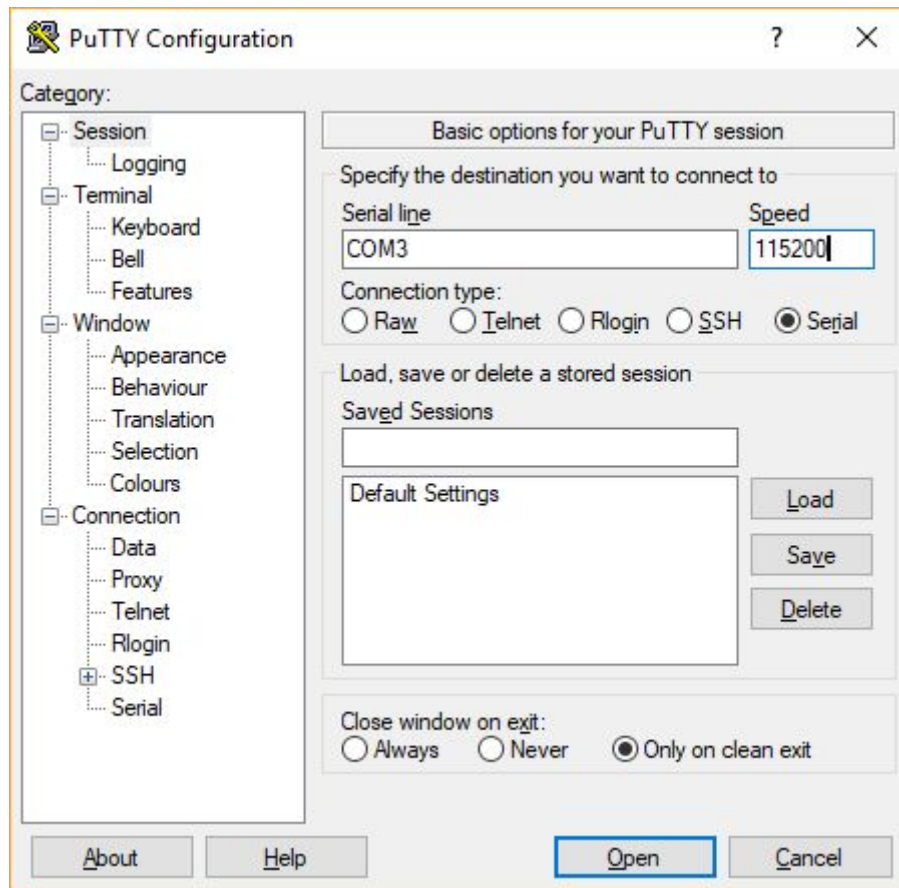 PuTTY Configuration
?
Category:
Session
Logging
Terminal
Keyboard
Bell
Features
Window
Appearance
Behaviour
Translation
Selection
Colours
Connection
Data
Proxy
Telnet
Rlogin
SSH
Serial
Basic options for your PuTTY session
Specify the destination you want to connect to
Serial line Speed
COM3 115200
Connection type:
Raw Telnet Rlogin SSH Serial
Load, save or delete a stored session
Saved Sessions
Default Settings
Load
Save
Delete
Close window on exit:
Always Never Only on clean exit
About Help Open Cancel